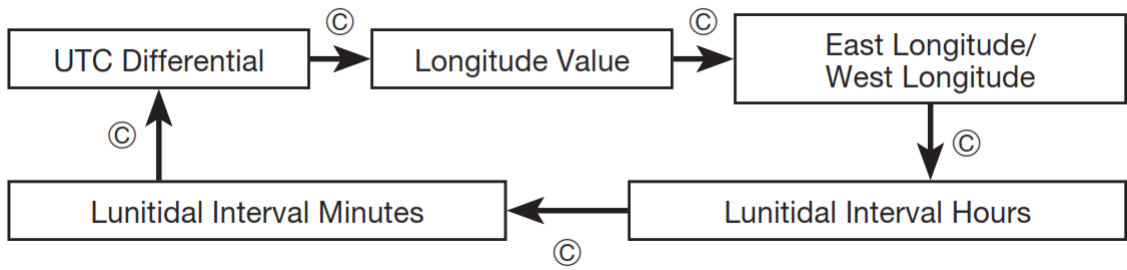 Ⓒ
Ⓒ
UTC Differential
Longitude Value
East Longitude/
West Longitude
Ⓒ
Ⓒ
Lunitidal Interval Minutes
Lunitidal Interval Hours
Ⓒ